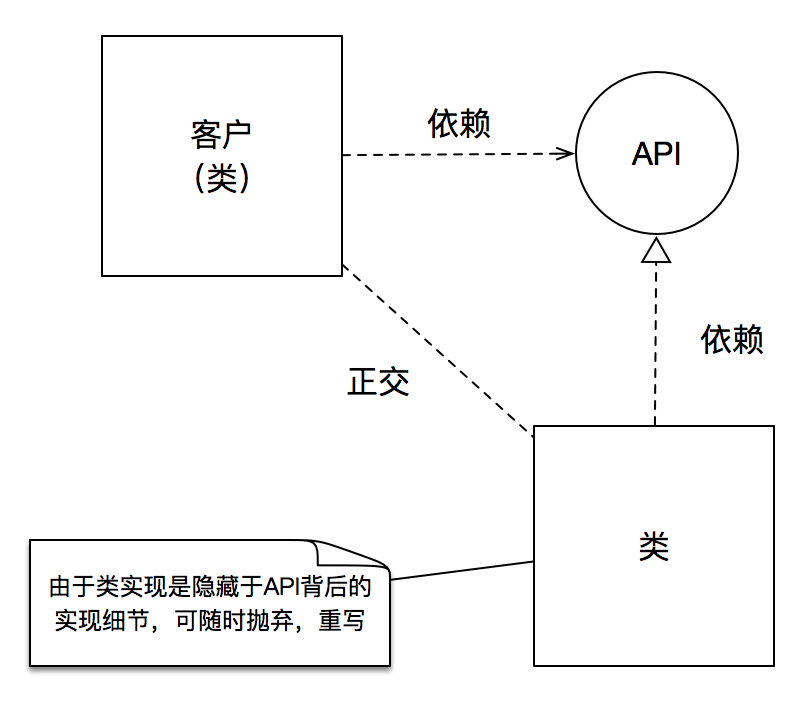 客户
（类）
依赖
API
依赖
正交
类
由于类实现是隐藏于API背后的
实现细节，可随时抛弃，重写